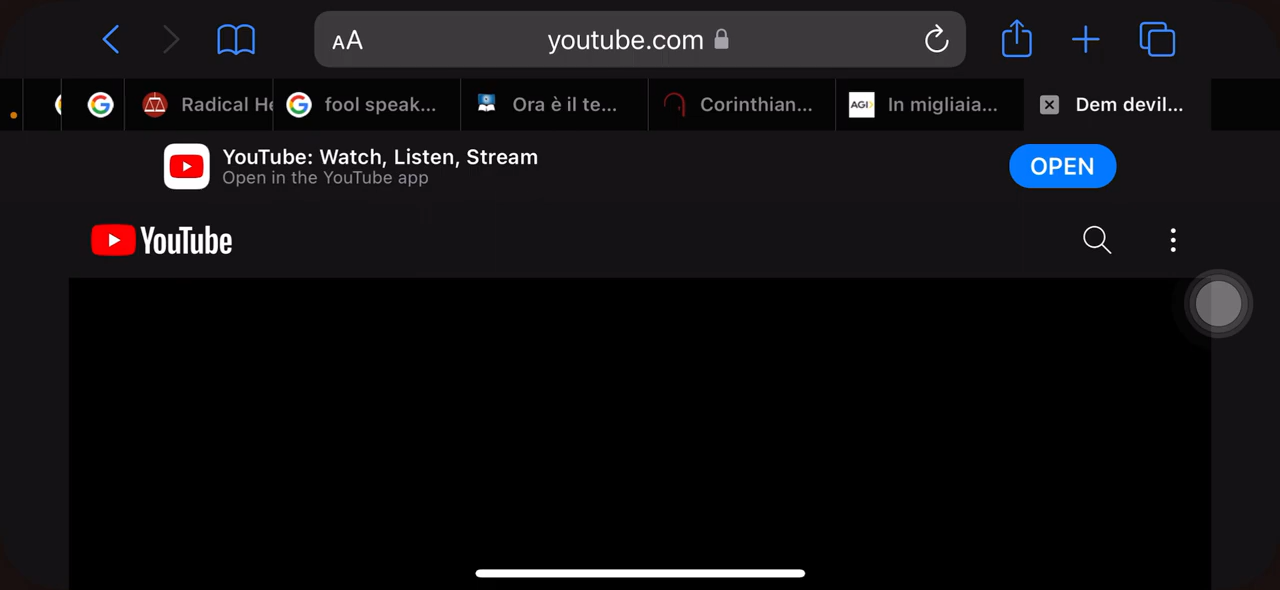 AA
youtube.com
Radical He
fool speak...
Ora è il te...
Corinthian...
AGI
In migliaia...
Dem devil...
YouTube: Watch, Listen, Stream
Open in the YouTube app
OPEN
YouTube